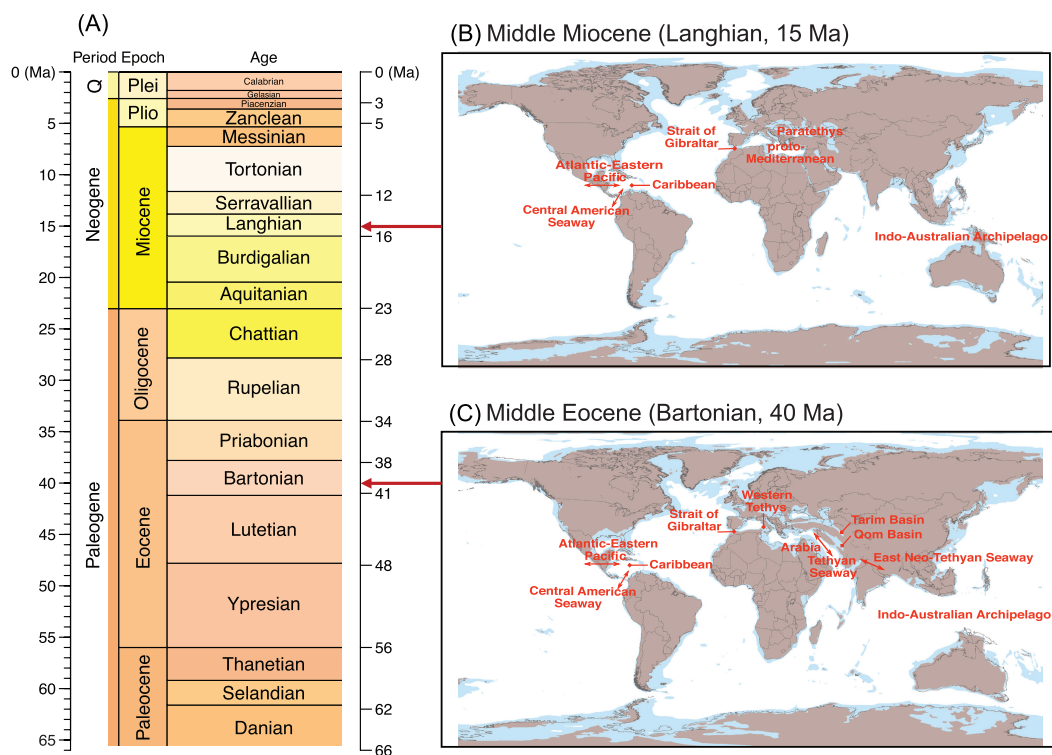 (A)
Period Epoch Age
0 (Ma)
5
10
15
20
25
30
35
40
45
50
55
60
65
Q
Neogene
Paleogene
Plei
Plio
Miocene
Oligocene
Eocene
Paleocene
Calabrian
Gelasian
Piacenzian
Zanclean
Messinian
Tortonian
Serravallian
Langhian
Burdigalian
Aquitanian
Chattian
Rupelian
Priabonian
Bartonian
Lutetian
Ypresian
Thanetian
Selandian
Danian
0 (Ma)
3
5
12
16
23
28
34
38
41
48
56
62
66
(B) Middle Miocene (Langhian, 15 Ma)
Strait of
Gibraltar
Paratethys
proto-
Mediterranean
Atlantic-Eastern
Pacific
Caribbean
Central American
Seaway
Indo-Australian Archipelago
(C) Middle Eocene (Bartonian, 40 Ma)
Western
Tethys
Strait of
Gibraltar
Tarim Basin
Qom Basin
Arabia
Tethyan
Seaway
East Neo-Tethyan Seaway
Atlantic-Eastern
Pacific
Caribbean
Central American
Seaway
Indo-Australian Archipelago